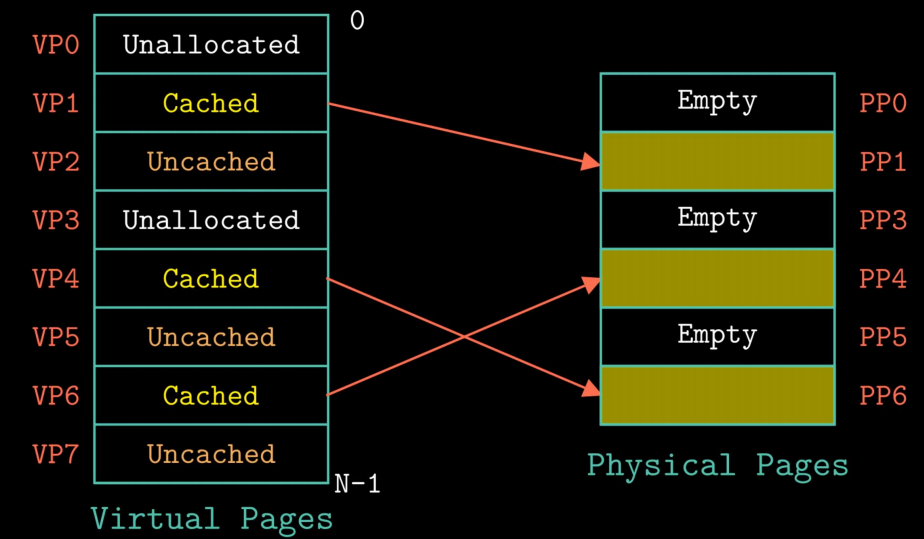 0
VP0 Unallocated
VP1 Cached Empty PP0
VP2 Uncached PP1
VP3 Unallocated Empty PP3
VP4 Cached PP4
VP5 Uncached Empty PP5
VP6 Cached PP6
VP7 Uncached
Physical Pages
N-1
Virtual Pages